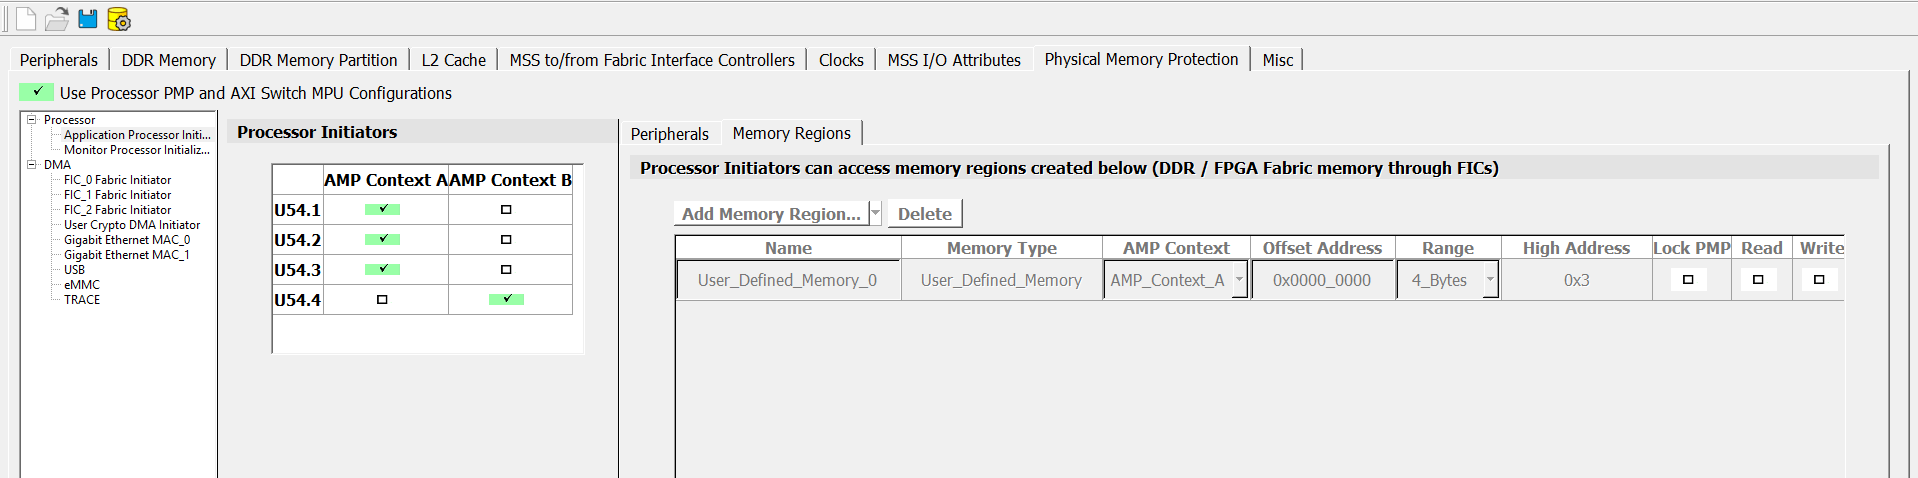 Peripherals DDR Memory DDR Memory Partition L2 Cache MSS to/from Fabric Interface Controllers Clocks MSS I/O Attributes Physical Memory Protection Misc
Use Processor PMP and AXI Switch MPU Configurations
Processor
Application Processor Initi...
Monitor Processor Initializ...
DMA
FIC_0 Fabric Initiator
FIC_1 Fabric Initiator
FIC_2 Fabric Initiator
User Crypto DMA Initiator
Gigabit Ethernet MAC_0
Gigabit Ethernet MAC_1
USB
eMMC
TRACE
Processor Initiators
AMP Context A AMP Context B
U54.1
U54.2
U54.3
U54.4
Peripherals Memory Regions
Processor Initiators can access memory regions created below (DDR / FPGA Fabric memory through FICs)
Add Memory Region... Delete
Name Memory Type AMP Context Offset Address Range High Address Lock PMP Read Write
User_Defined_Memory_0 User_Defined_Memory AMP_Context_A 0x0000_0000 4_Bytes 0x3